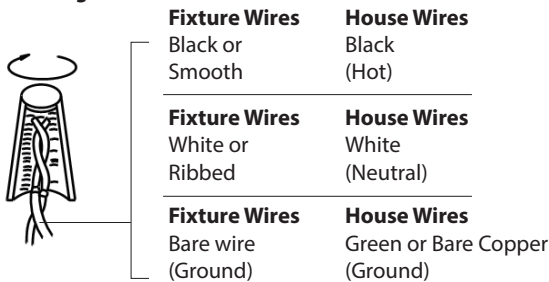 Fixture Wires House Wires
Black or Black
Smooth (Hot)
Fixture Wires House Wires
White or White
Ribbed (Neutral)
Fixture Wires House Wires
Bare wire Green or Bare Copper
(Ground) (Ground)